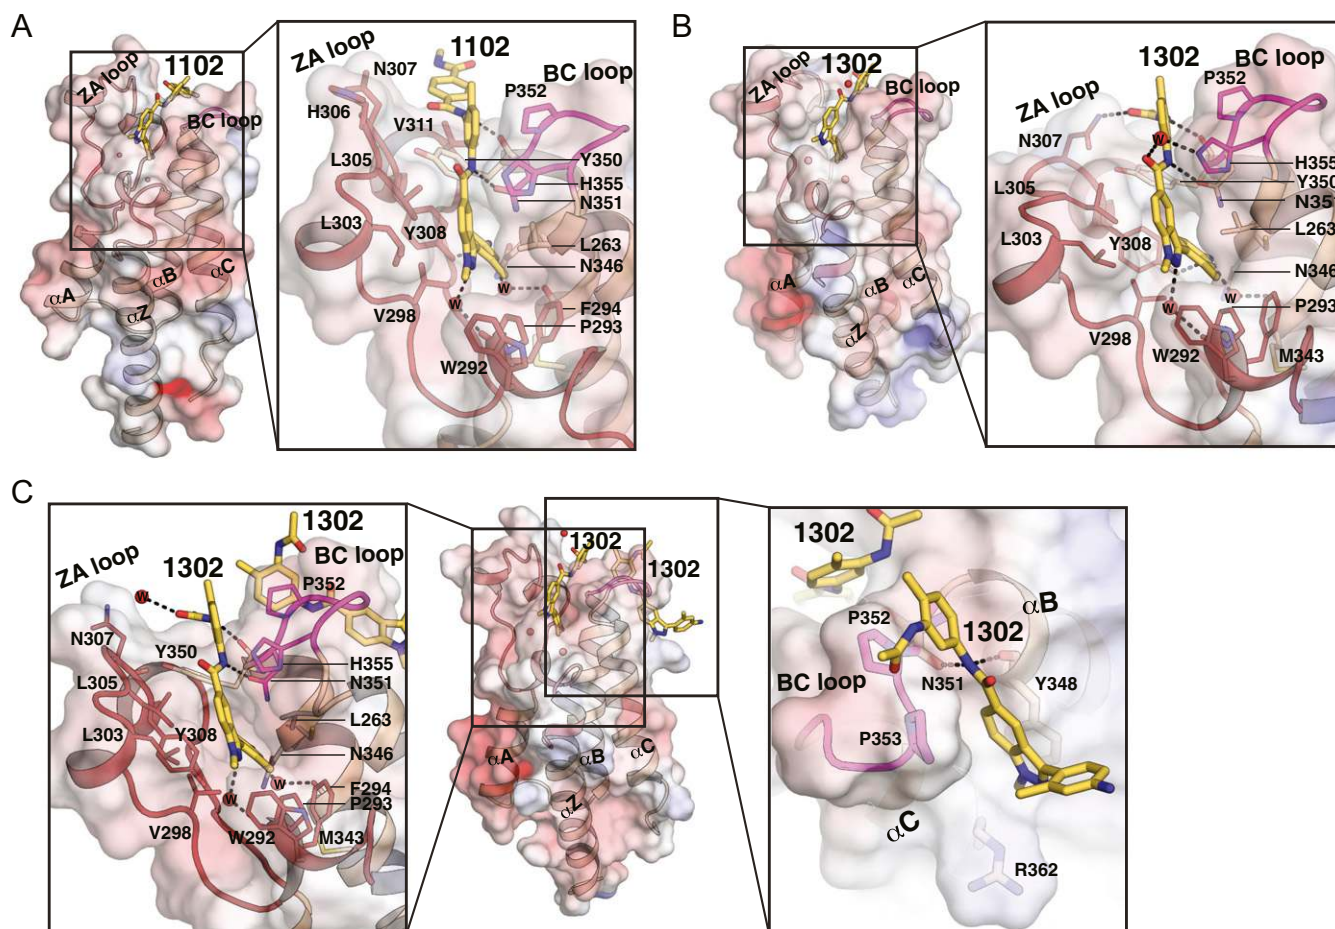 A
ZA loop
1102
BC loop
αA
αB
αC
αZ
ZA loop
1102
BC loop
N307
P352
H306
V311
L305
Y350
H355
N351
L303
Y308
L263
N346
W
W
V298
F294
P293
W292
B
ZA loop
1302
BC loop
αA
αB
αC
αZ
1302
BC loop
P352
ZA loop
W
N307
H355
Y350
L305
N351
L303
Y308
L263
N346
W
W
P293
V298
W292
M343
C
1302
ZA loop
1302
BC loop
W
P352
N307
Y350
H355
L305
N351
L303
Y308
L263
N346
W
W
F294
P293
V298
W292
M343
1302
1302
αA
αB
αC
αZ
1302
αB
P352
1302
BC loop
N351
Y348
P353
αC
R362